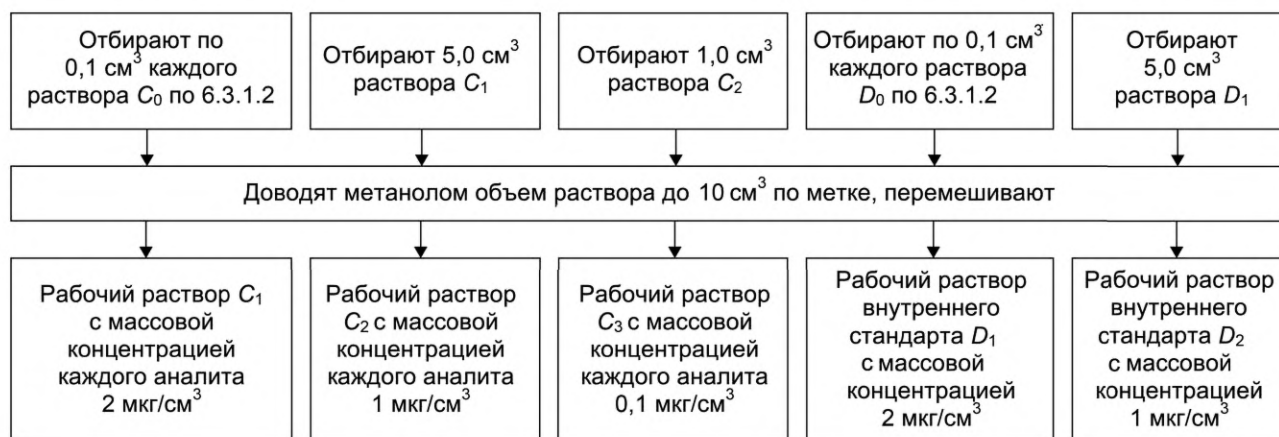 Отбирают по
0,1 см³ каждого
раствора C₀ по 6.3.1.2
Отбирают 5,0 см³
раствора C₁
Отбирают 1,0 см³
раствора C₂
Отбирают по 0,1 см³
каждого раствора
D₀ по 6.3.1.2
Отбирают
5,0 см³
раствора D₁
Доводят метанолом объем раствора до 10 см³ по метке, перемешивают
Рабочий раствор C₁
с массовой
концентрацией
каждого аналита
2 мкг/см³
Рабочий раствор
C₂ с массовой
концентрацией
каждого аналита
1 мкг/см³
Рабочий раствор
C₃ с массовой
концентрацией
каждого аналита
0,1 мкг/см³
Рабочий раствор
внутреннего
стандарта D₁
с массовой
концентрацией
2 мкг/см³
Рабочий раствор
внутреннего
стандарта D₂
с массовой
концентрацией
1 мкг/см³